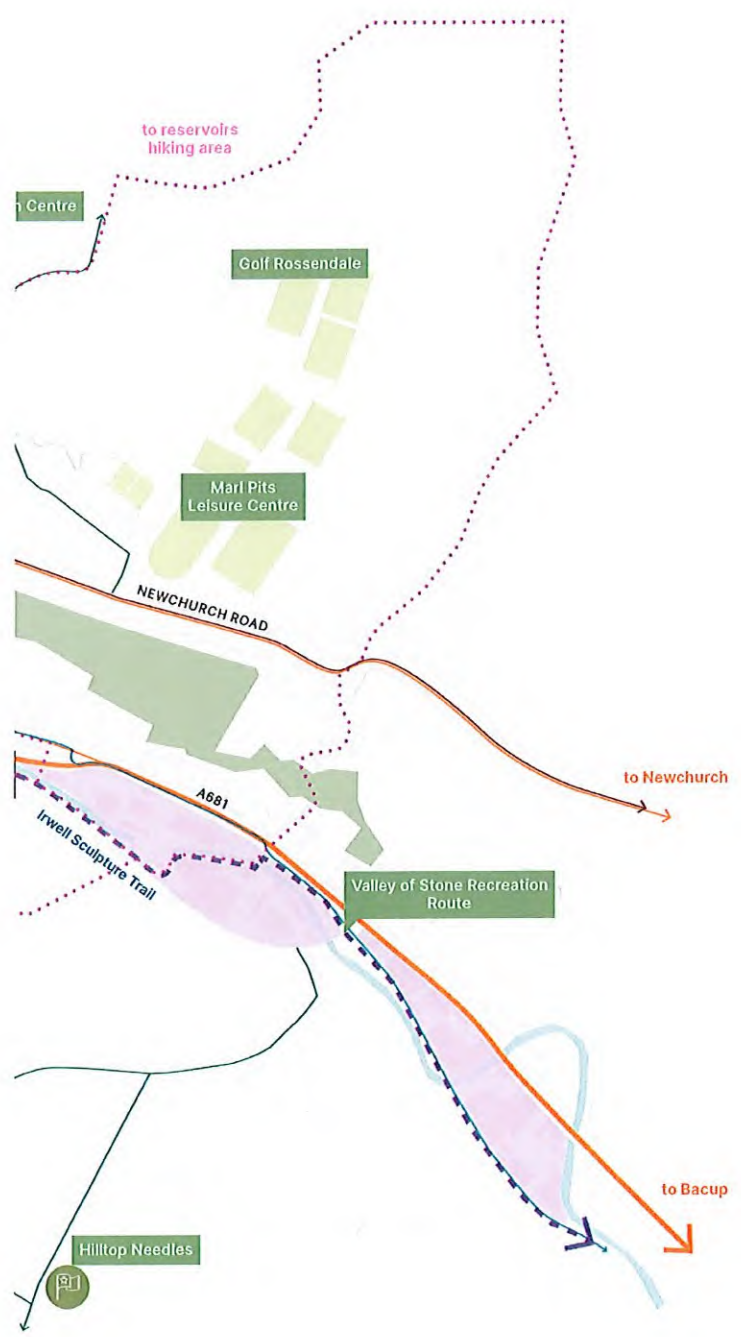 to reservoirs
hiking area
Centre
Golf Rossendale
Marl Pits
Leisure Centre
NEWCHURCH ROAD
to Newchurch
A681
Irwell Sculpture Trail
Valley of Stone Recreation
Route
to Bacup
Hilltop Needles